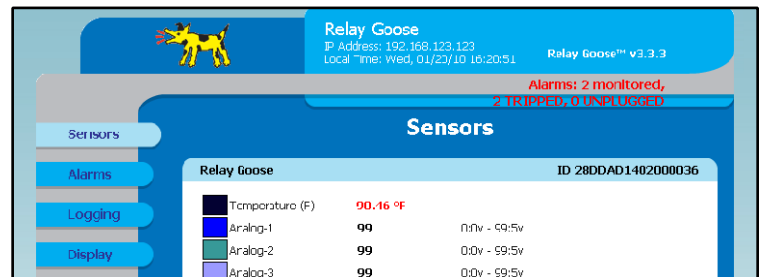 Relay Goose
IP Address: 192.168.123.123
Local Time: Wed, 01/20/10 16:20:51
Relay Goose™ v3.3.3
Alarms: 2 monitored,
2 TRIPPED, 0 UNPLUGGED
Sensors
Sensors
Alarms
Logging
Display
Relay Goose
ID 28DDAD1402000036
Temperature (F)
90.46 °F
Analog-1
99
0:0v - 99:5v
Analog-2
99
0:0v - 99:5v
Analog-3
99
0:0v - 99:5v